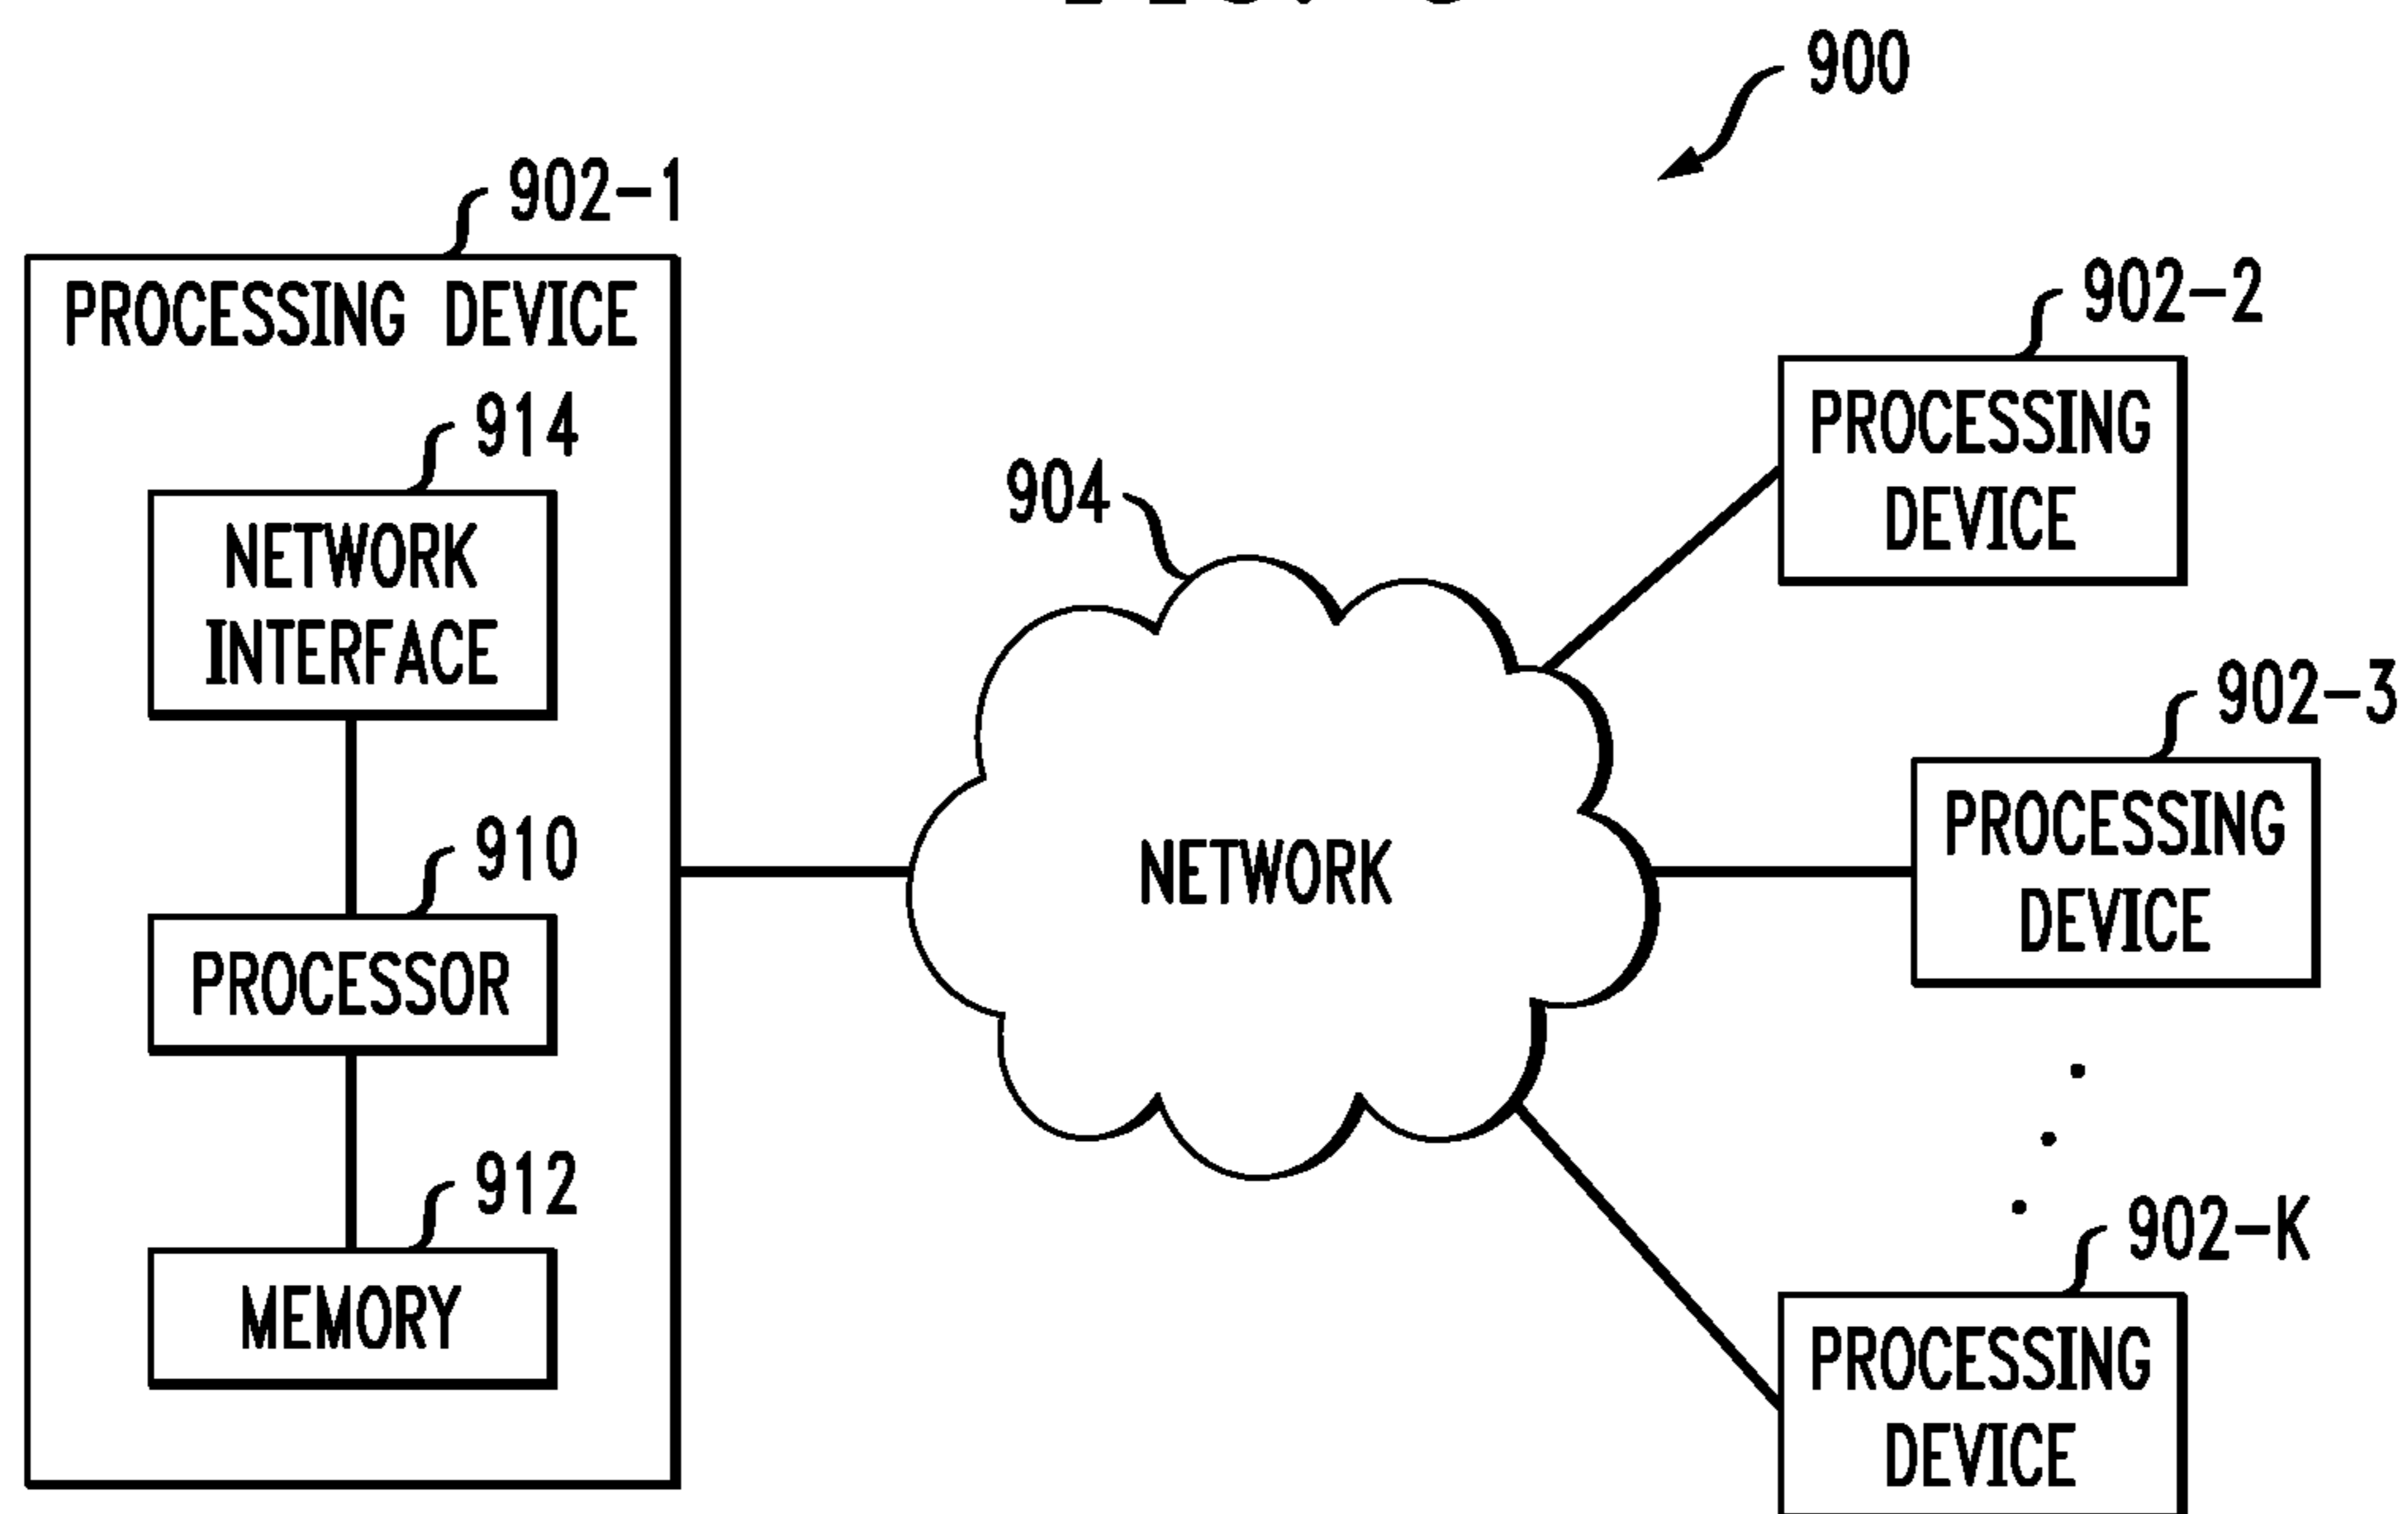 900
902-1
PROCESSING DEVICE
914
NETWORK
INTERFACE
910
PROCESSOR
912
MEMORY
904
NETWORK
902-2
PROCESSING
DEVICE
902-3
PROCESSING
DEVICE
902-K
PROCESSING
DEVICE